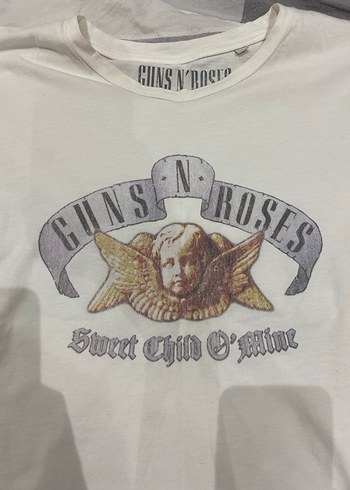 GUNS N' ROSES
GUNS · N · ROSES
Sweet Child O' Mine